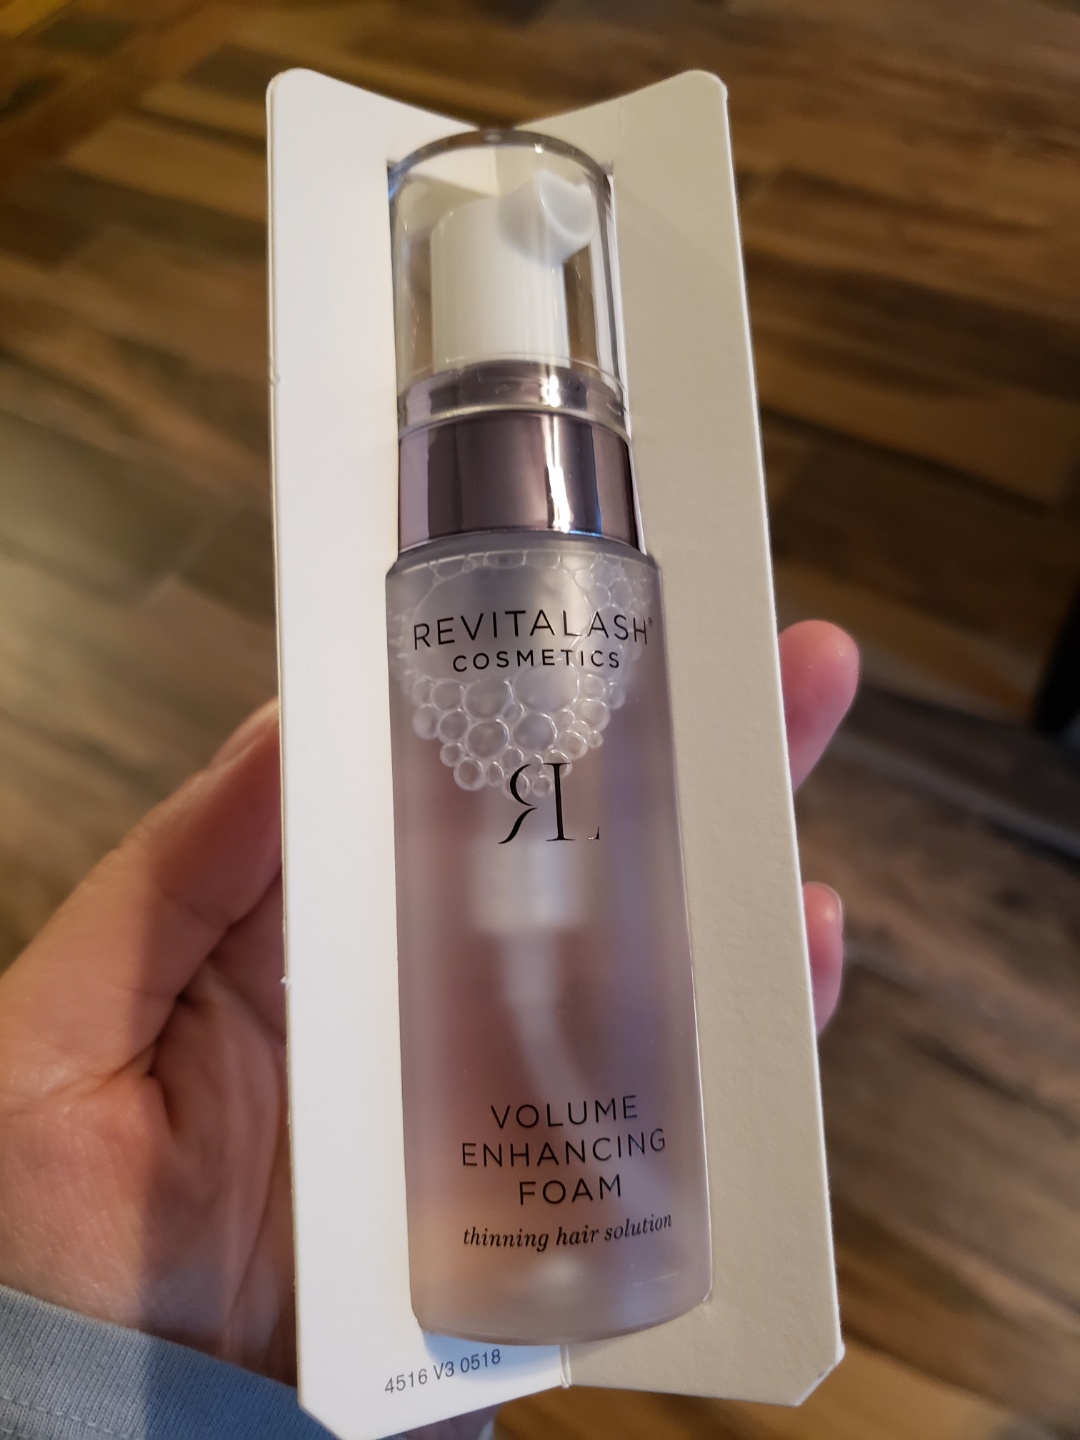 REVITALASH®
COSMETICS
RL
VOLUME
ENHANCING
FOAM
thinning hair solution
4516 V3 0518